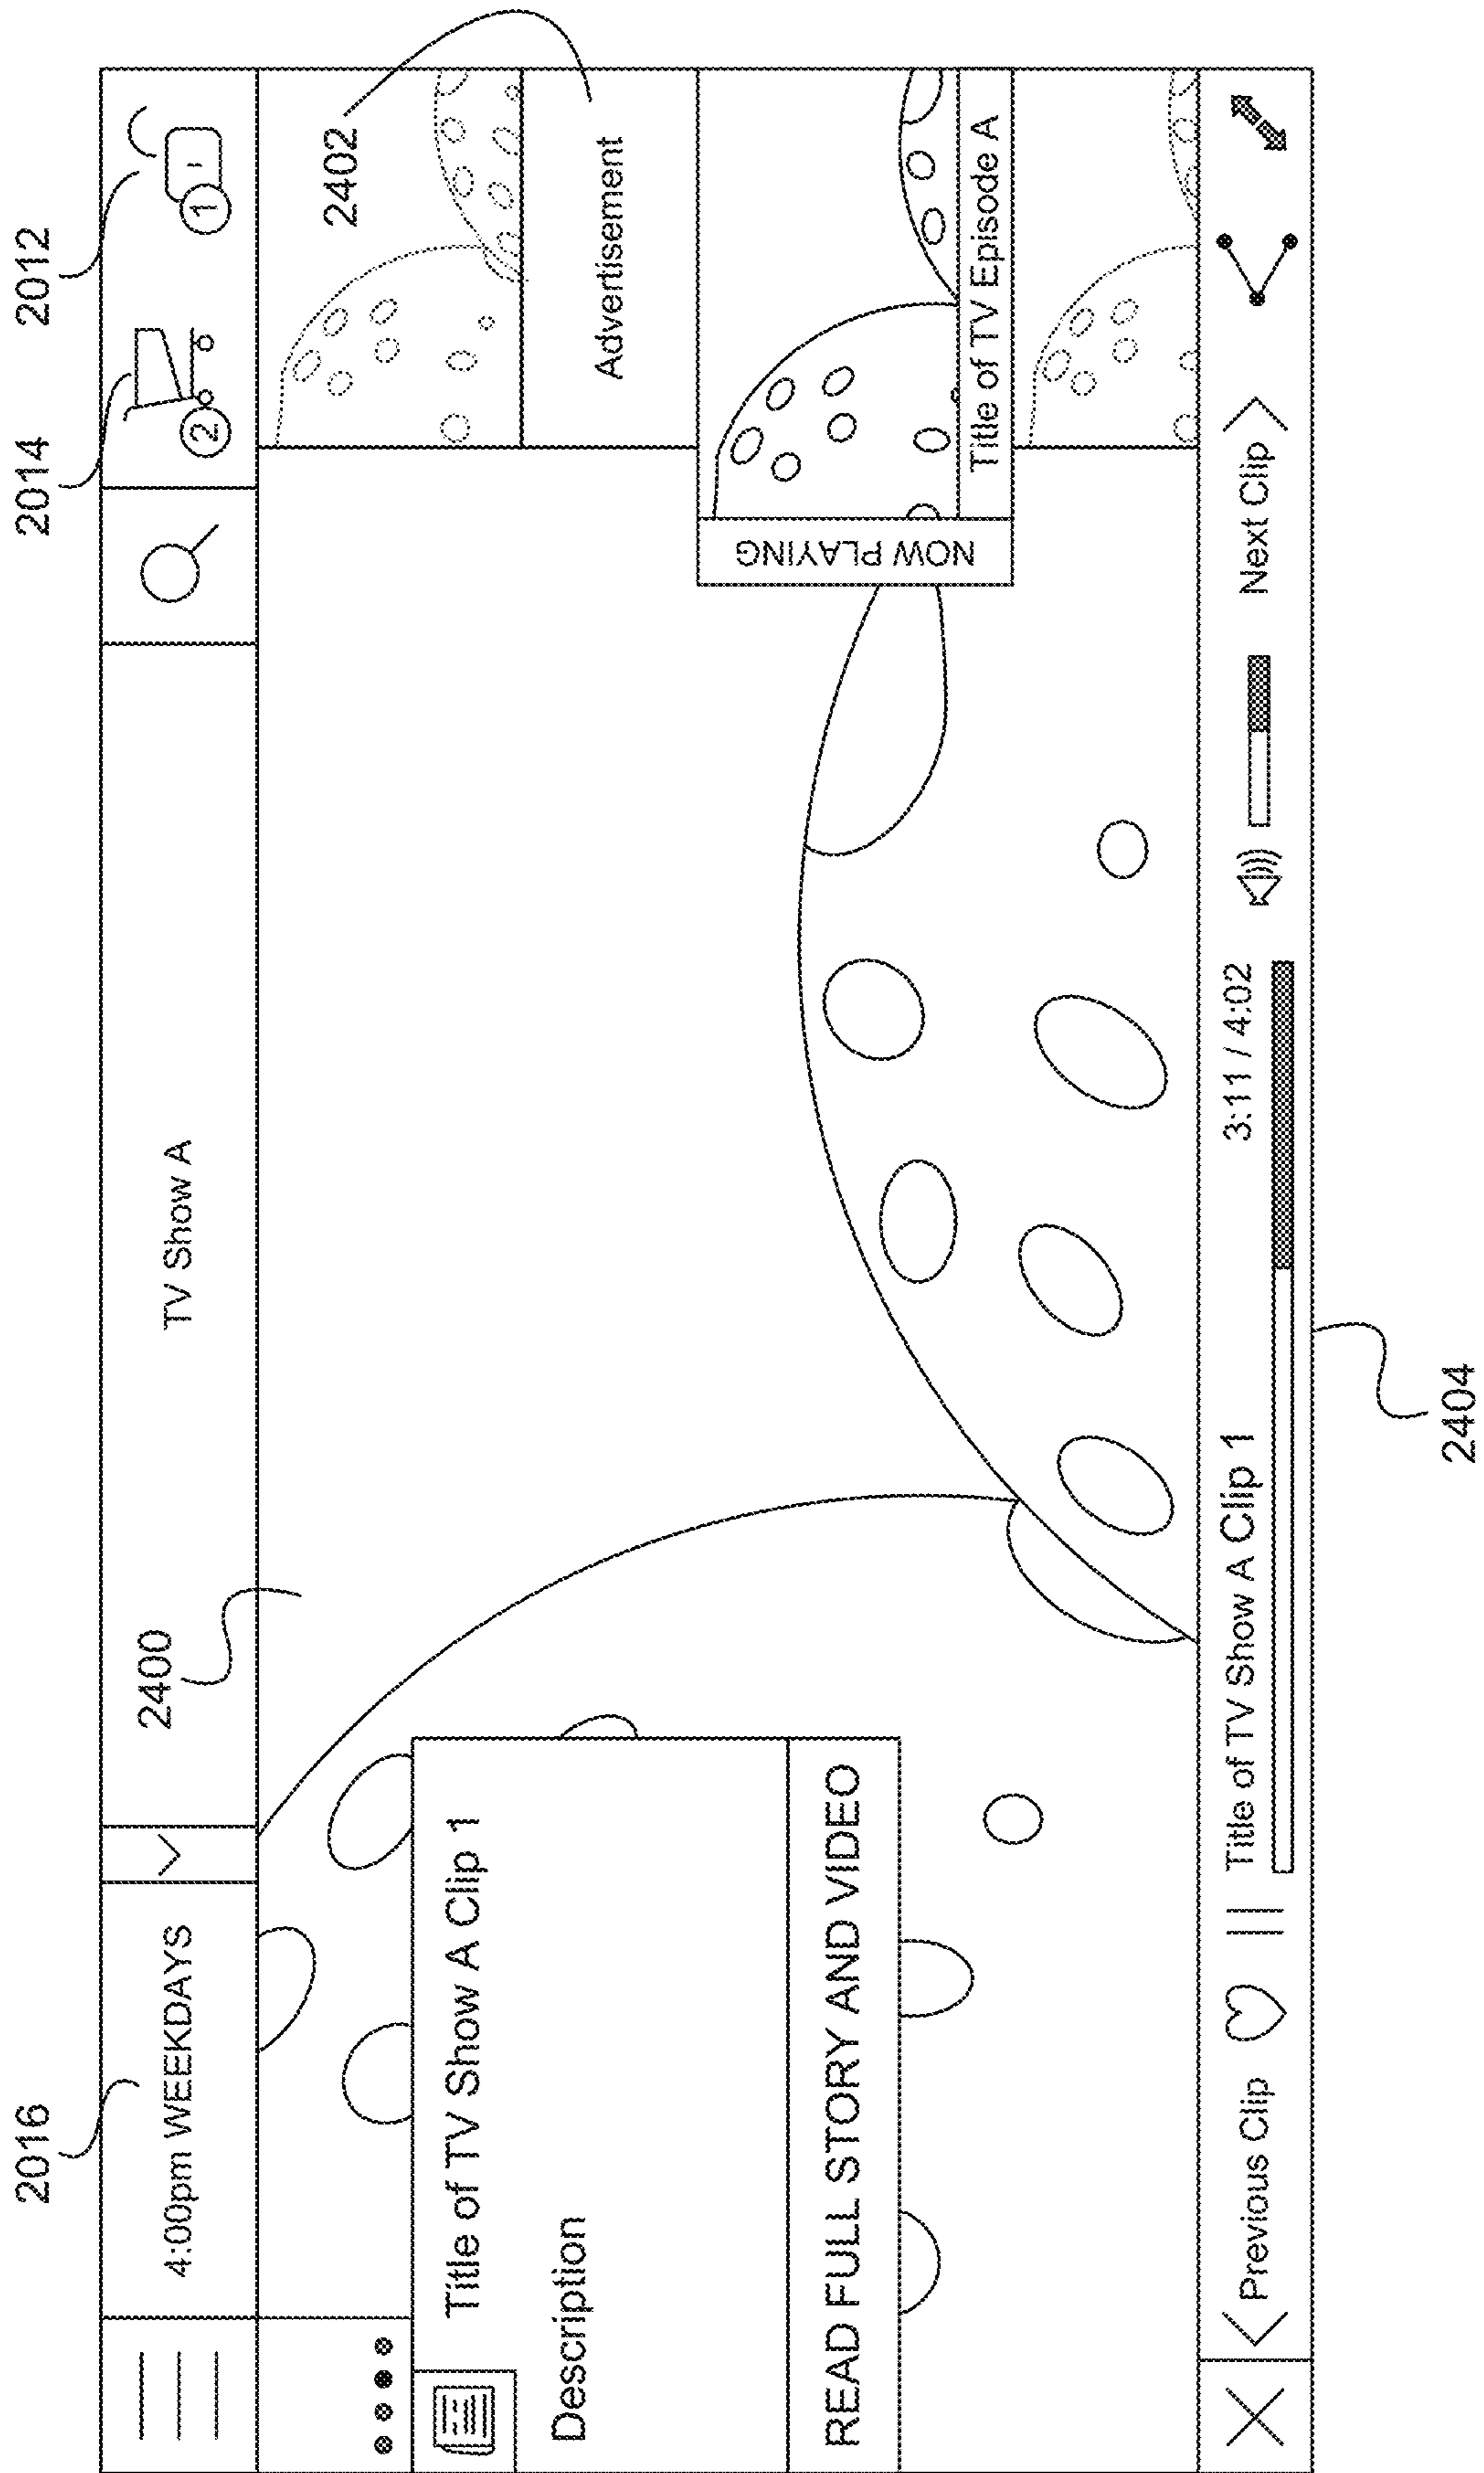 2016
2014
2012
4:00pm WEEKDAYS
2400
TV Show A
2
1
2402
Title of TV Show A Clip 1
Description
READ FULL STORY AND VIDEO
Advertisement
NOW PLAYING
Title of TV Episode A
Previous Clip
Title of TV Show A Clip 1
3:11 / 4:02
Next Clip
2404